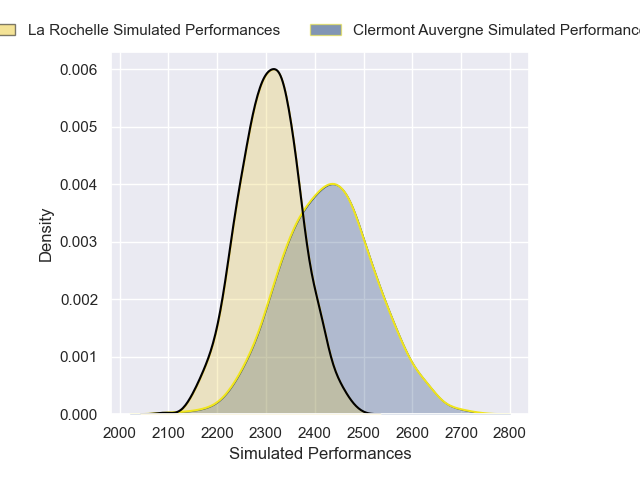 La Rochelle Simulated Performances
Clermont Auvergne Simulated
0.006
0.005
0.004
0.003
0.002
0.001
0.000
Density
2000 2100 2200 2300 2400 2500 2600 2700 2800
Simulated Performances